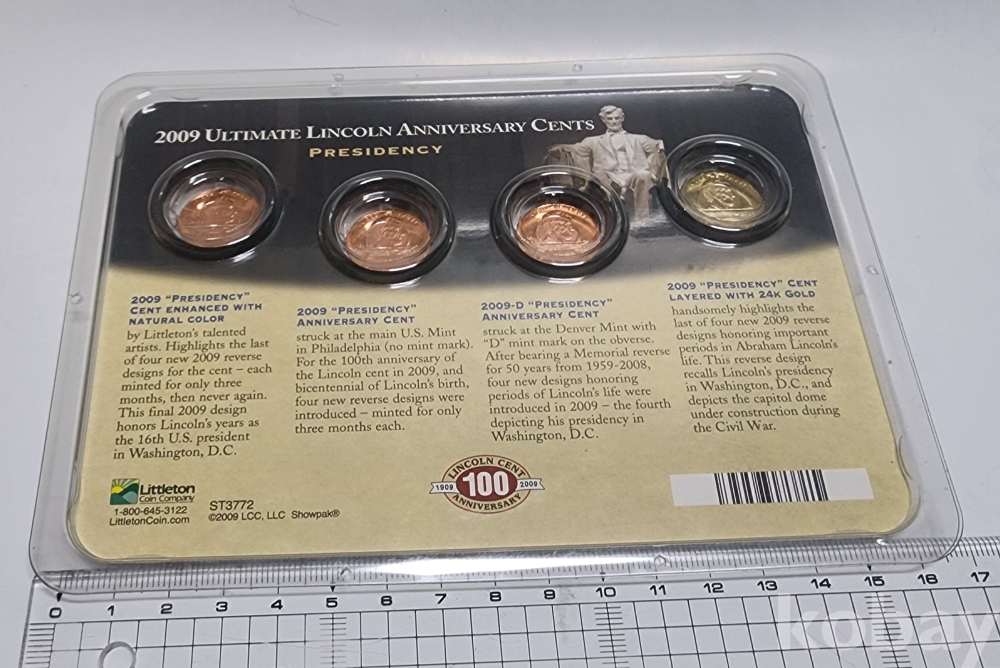 2009 ULTIMATE LINCOLN ANNIVERSARY CENTS
PRESIDENCY
2009 "PRESIDENCY"
CENT ENHANCED WITH
NATURAL COLOR
by Littleton's talented
artists. Highlights the last
of four new 2009 reverse
designs for the cent – each
minted for only three
months, then never again.
This final 2009 design
honors Lincoln's years as
the 16th U.S. president
in Washington, D.C.
2009 "PRESIDENCY"
ANNIVERSARY CENT
struck at the main U.S. Mint
in Philadelphia (no mint mark).
For the 100th anniversary of
the Lincoln cent in 2009, and
bicentennial of Lincoln's birth,
four new reverse designs were
introduced – minted for only
three months each.
2009-D "PRESIDENCY"
ANNIVERSARY CENT
struck at the Denver Mint with
"D" mint mark on the obverse.
After bearing a Memorial reverse
for 50 years from 1959-2008,
four new designs honoring
periods of Lincoln's life were
introduced in 2009 – the fourth
depicting his presidency in
Washington, D.C.
2009 "PRESIDENCY" CENT
LAYERED WITH 24K GOLD
handsomely highlights the
last of four new 2009 reverse
designs honoring important
periods in Abraham Lincoln's
life. This reverse design
recalls Lincoln's presidency
in Washington, D.C., and
depicts the capitol dome
under construction during
the Civil War.
Littleton
Coin Company
1-800-645-3122
LittletonCoin.com
ST3772
©2009 LCC, LLC Showpak®
LINCOLN CENT
1909 100 2009
ANNIVERSARY
0 1 2 3 4 5 6 7 8 9 10 11 12 13 14 15 16 17
kobay